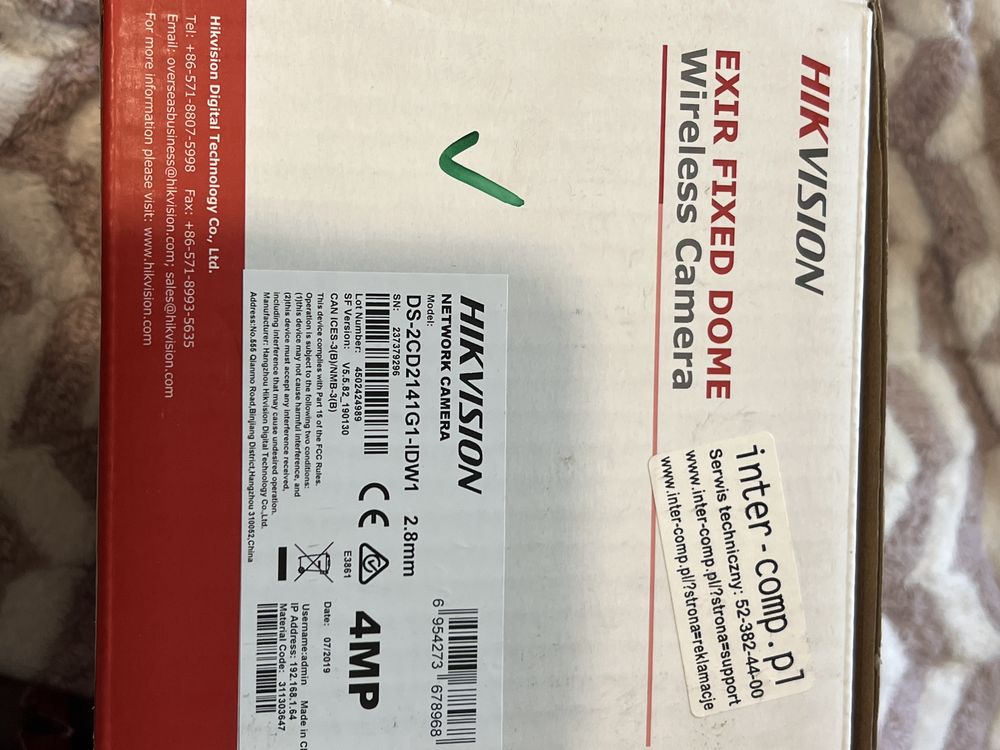 HIKVISION
EXIR FIXED DOME
Wireless Camera
inter-comp.pl
Serwis techniczny: 52-382-44-00
www.inter-comp.pl/?strona=support
www.inter-comp.pl/?strona=reklamacje
HIKVISION
NETWORK CAMERA
Model:
DS-2CD2141G1-IDW1 2.8mm
SN: 237379296
Lot Number: 4502424989
SF Version: V5.5.82_190130
CAN ICES-3(B)/NMB-3(B)
This device complies with Part 15 of the FCC Rules.
Operation is subject to the following two conditions:
(1)this device may not cause harmful interference, and
(2)this device must accept any interference received,
including interference that may cause undesired operation.
Manufacturer: Hangzhou Hikvision Digital Technology Co.,Ltd.
Address:No.555 Qianmo Road,Binjiang District,Hangzhou 310052,China
CE
E3861
6 954273 678968
4MP
Date: 07/2019
Username:admin Made in
IP Address: 192.168.1.64
Material Code: 311303647
Hikvision Digital Technology Co., Ltd.
Tel: +86-571-8807-5998 Fax: +86-571-8993-5635
Email: overseasbusiness@hikvision.com; sales@hikvision.com
For more information please visit: www.hikvision.com